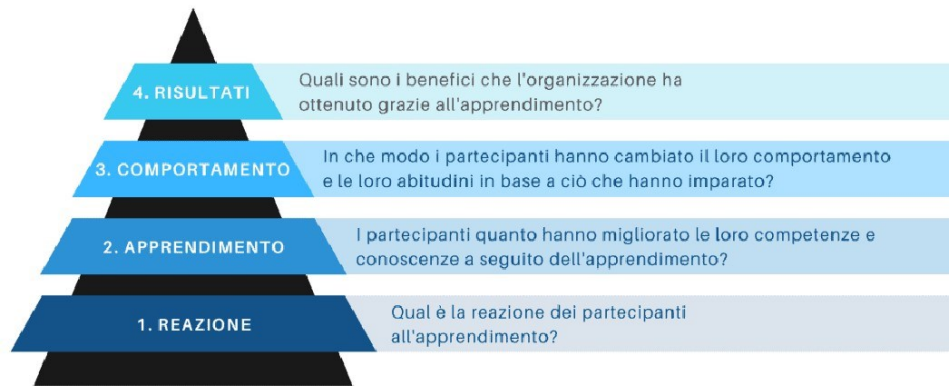 4. RISULTATI
Quali sono i benefici che l'organizzazione ha
ottenuto grazie all'apprendimento?
3. COMPORTAMENTO
In che modo i partecipanti hanno cambiato il loro comportamento
e le loro abitudini in base a ciò che hanno imparato?
2. APPRENDIMENTO
I partecipanti quanto hanno migliorato le loro competenze e
conoscenze a seguito dell'apprendimento?
1. REAZIONE
Qual è la reazione dei partecipanti
all'apprendimento?